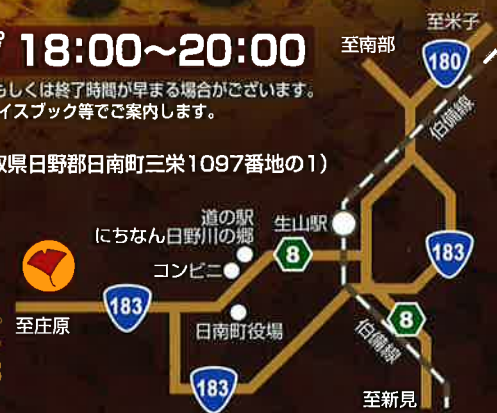 プ 18:00〜20:00
もしくは終了時間が早まる場合がございます。
イスブック等でご案内します。
取県日野郡日南町三栄1097番地の1)
至米子
至南部
180
伯備線
道の駅
にちなん日野川の郷
生山駅
8
183
コンビニ
183
至庄原
日南町役場
8
伯備線
183
至新見